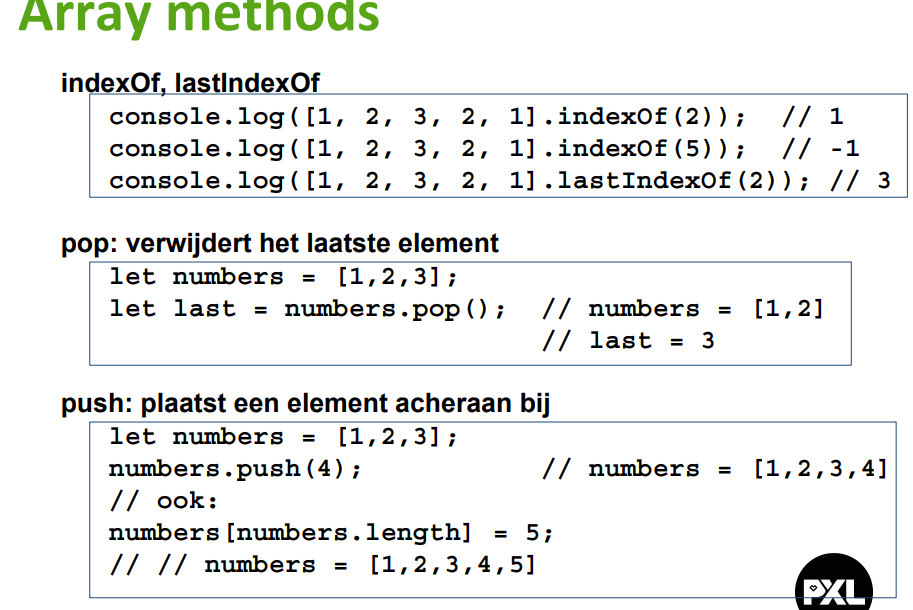 Array methods
indexOf, lastIndexOf
console.log([1, 2, 3, 2, 1].indexOf(2)); // 1
console.log([1, 2, 3, 2, 1].indexOf(5)); // -1
console.log([1, 2, 3, 2, 1].lastIndexOf(2)); // 3
pop: verwijdert het laatste element
let numbers = [1,2,3];
let last = numbers.pop(); // numbers = [1,2]
// last = 3
push: plaatst een element acheraan bij
let numbers = [1,2,3];
numbers.push(4); // numbers = [1,2,3,4]
// ook:
numbers[numbers.length] = 5;
// // numbers = [1,2,3,4,5]
PXL